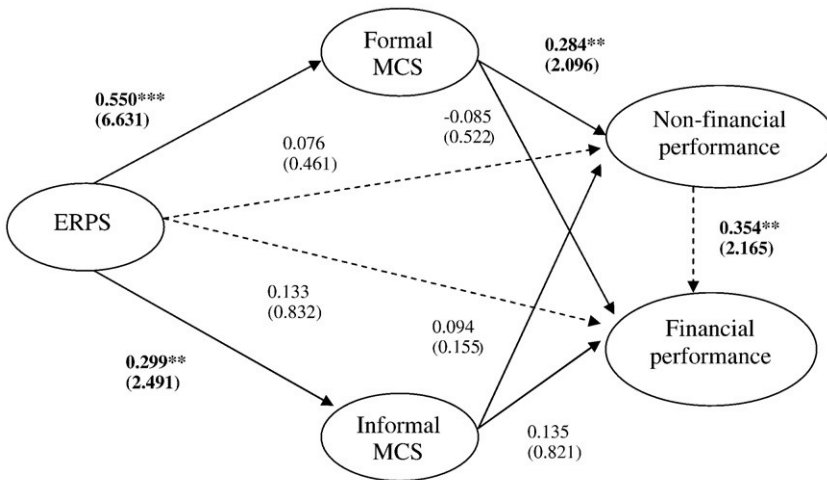 Formal
MCS
0.284**
(2.096)
0.550***
(6.631)
-0.085
(0.522)
0.076
(0.461)
Non-financial
performance
ERPS
0.354**
(2.165)
0.133
(0.832)
0.094
(0.155)
Financial
performance
0.299**
(2.491)
Informal
MCS
0.135
(0.821)